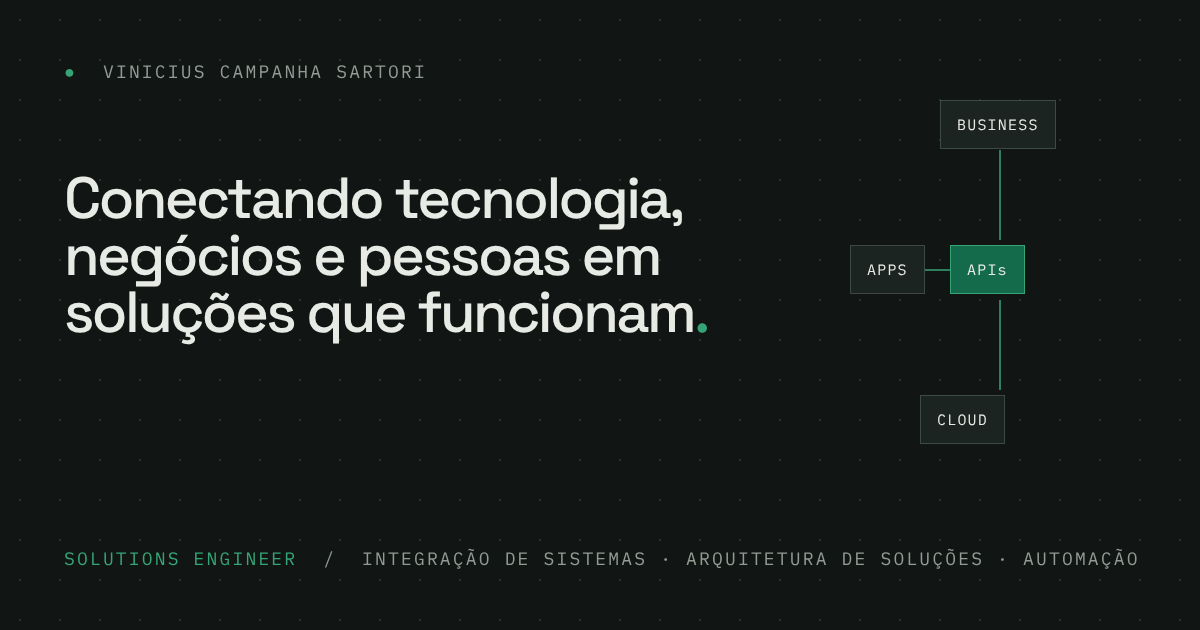 VINICIUS CAMPANHA SARTORI
Conectando tecnologia,
negócios e pessoas em
soluções que funcionam.
BUSINESS
APPS
APIs
CLOUD
SOLUTIONS ENGINEER / INTEGRAÇÃO DE SISTEMAS · ARQUITETURA DE SOLUÇÕES · AUTOMAÇÃO